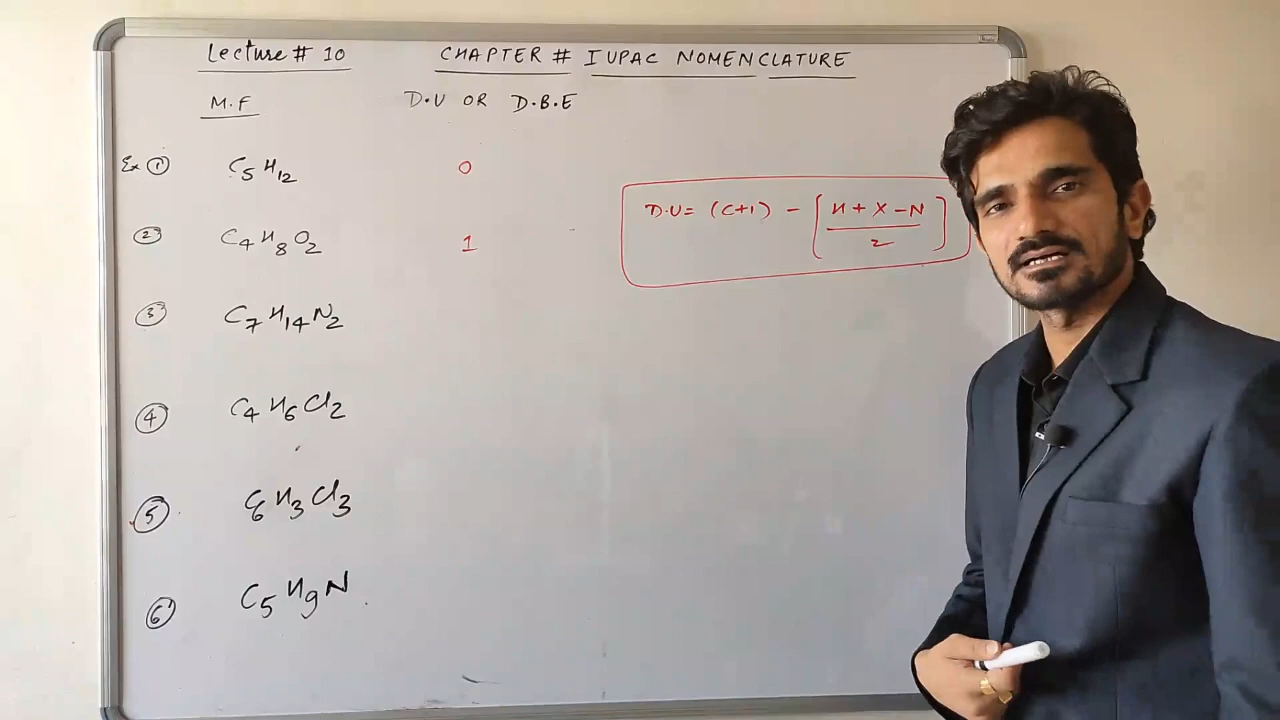 Lecture # 10 CHAPTER # IUPAC NOMENCLATURE
M.F D.U OR D.B.E
Ex ① C5H12 0
② C4H8O2 1
D.U = (C+1) - [H + X - N / 2]
③ C7H14N2
④ C4H6Cl2
⑤ C6H3Cl3
⑥ C5H9N